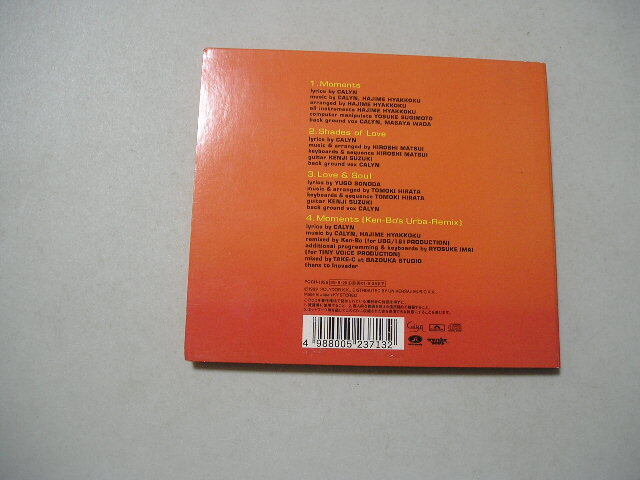 1. Moments
lyrics by CALYN
music by CALYN, HAJIME HYAKKOKU
arranged by HAJIME HYAKKOKU
all instruments HAJIME HYAKKOKU
computer manipulate YOSUKE SUGIMOTO
back ground vox CALYN, MASAYA WADA
2. Shades of Love
lyrics by CALYN
music & arranged by HIROSHI MATSUI
keyboards & sequence HIROSHI MATSUI
guitar KENJI SUZUKI
back ground vox CALYN
3. Love & Soul
lyrics by YUGO SONODA
music & arranged by TOMOKI HIRATA
keyboards & sequence TOMOKI HIRATA
guitar KENJI SUZUKI
back ground vox CALYN
4. Moments (Ken-Bo's Urba-Remix)
lyrics by CALYN
music by CALYN, HAJIME HYAKKOKU
remixed by Ken-Bo (for UBG/181PRODUCTION)
additional programming & keyboards by RYOSUKE IMAI
(for TINY VOICE PRODUCTION)
mixed by TAKE-C at BAZOUKA STUDIO
thanx to Inovader
STEREO
4 988005 237132